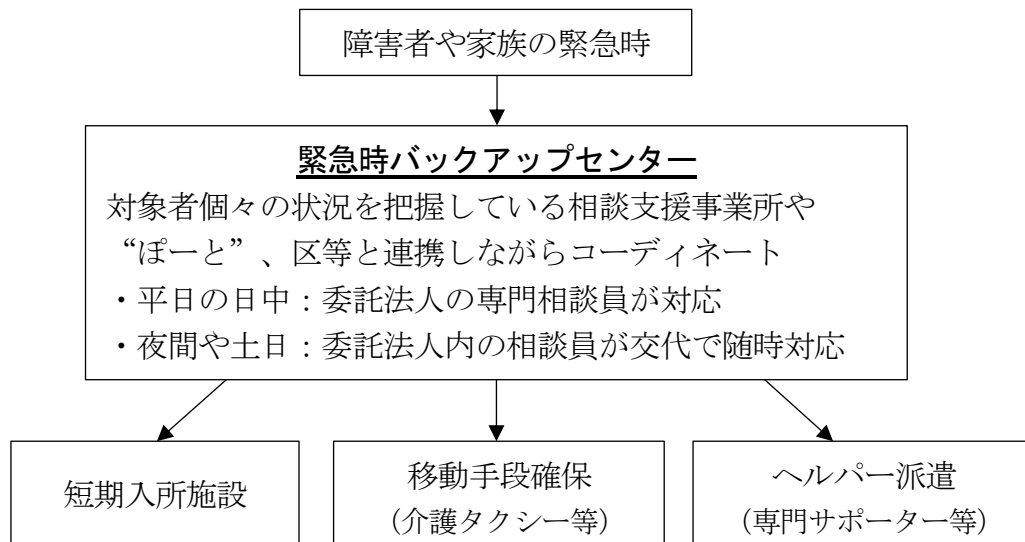 障害者や家族の緊急時
緊急時バックアップセンター
対象者個々の状況を把握している相談支援事業所や
“ぽーと”、区等と連携しながらコーディネート
・平日の日中：委託法人の専門相談員が対応
・夜間や土日：委託法人内の相談員が交代で随時対応
短期入所施設
移動手段確保
（介護タクシー等）
ヘルパー派遣
（専門サポーター等）